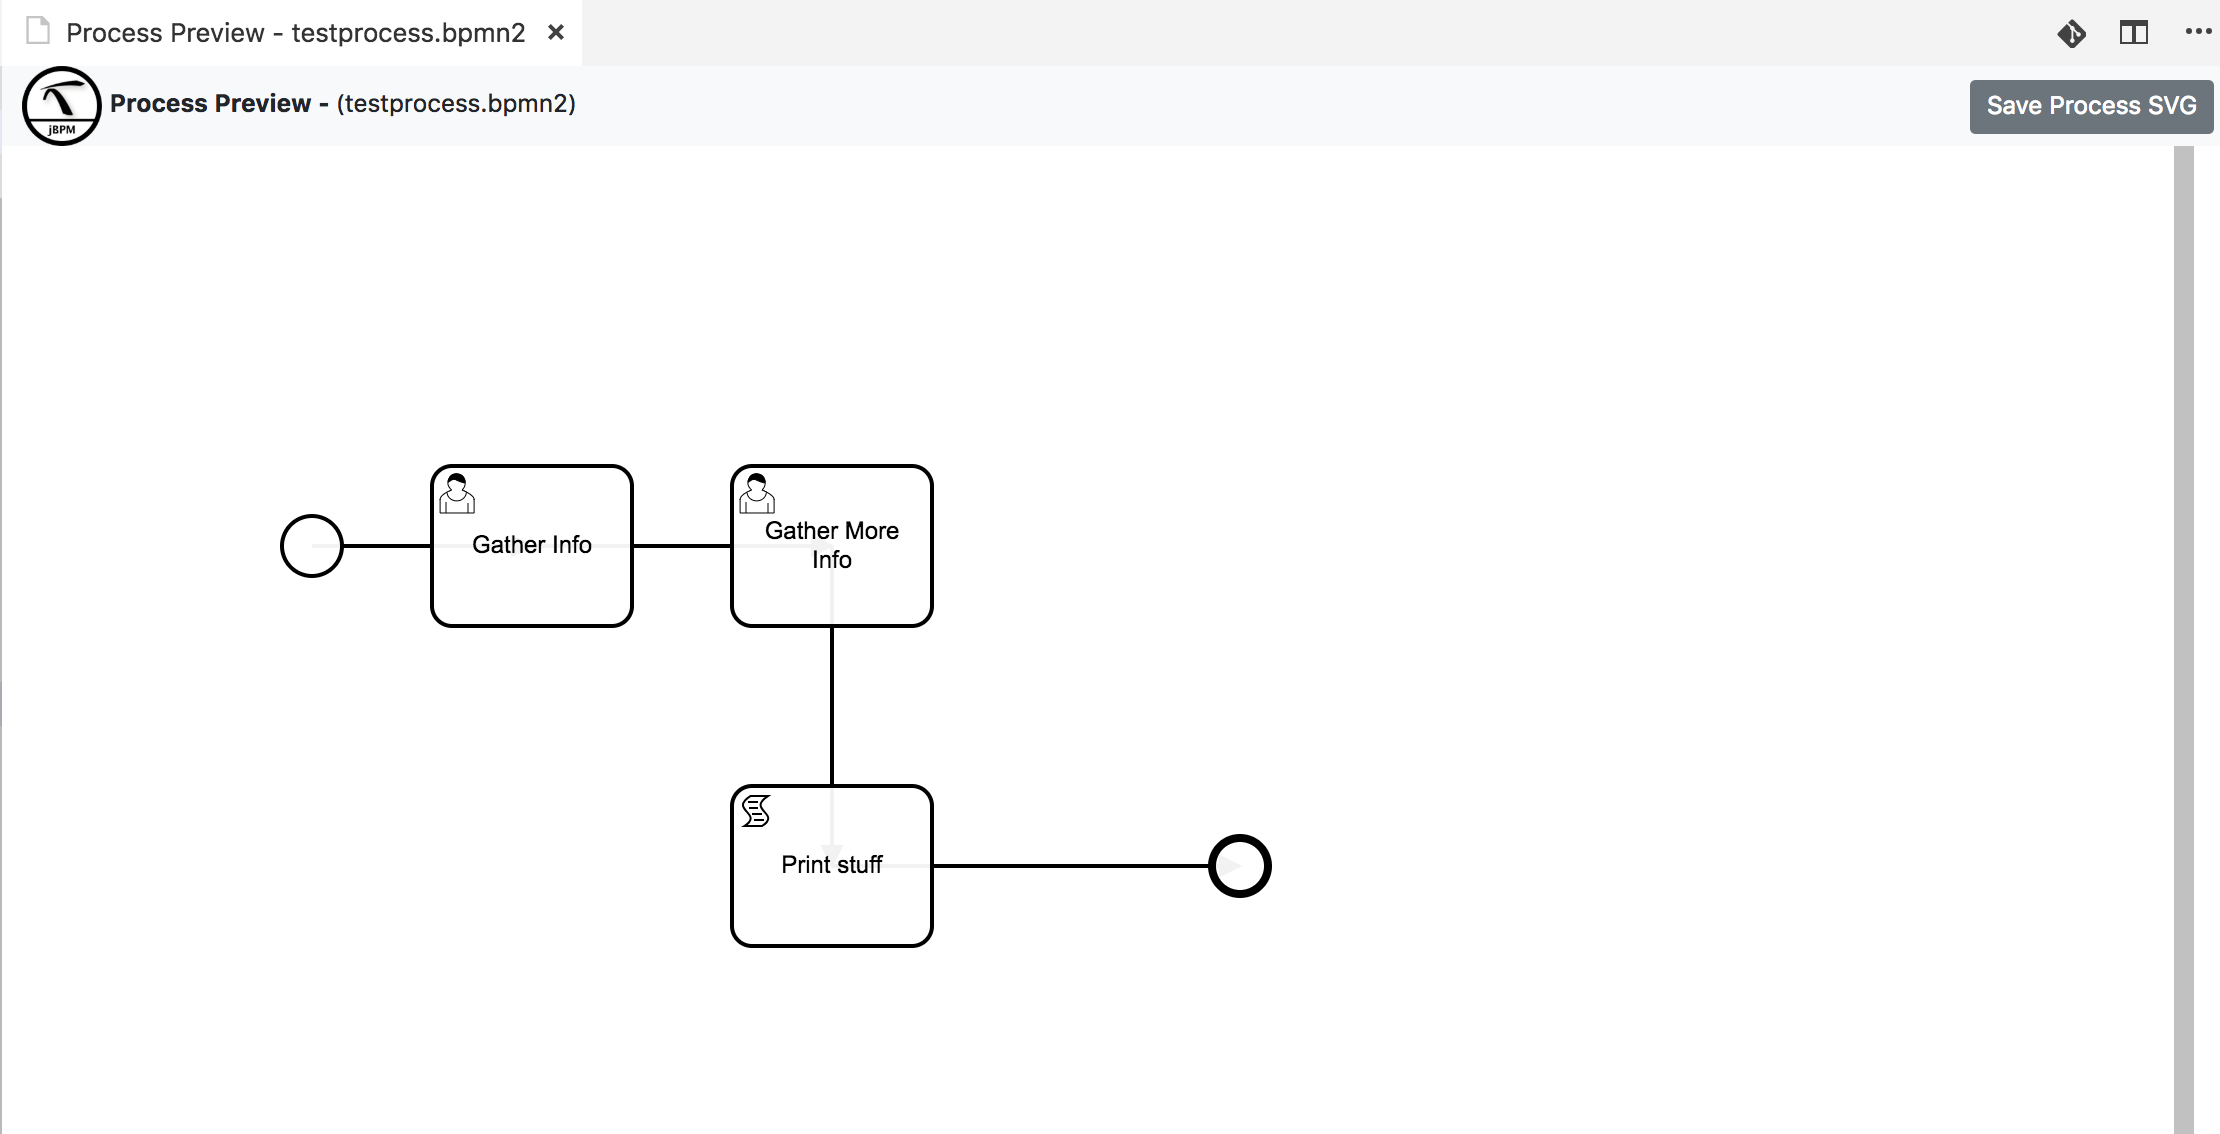 Process Preview - testprocess.bpmn2
jBPM
Process Preview - (testprocess.bpmn2)
Save Process SVG
Gather Info
Gather More
Info
Print stuff